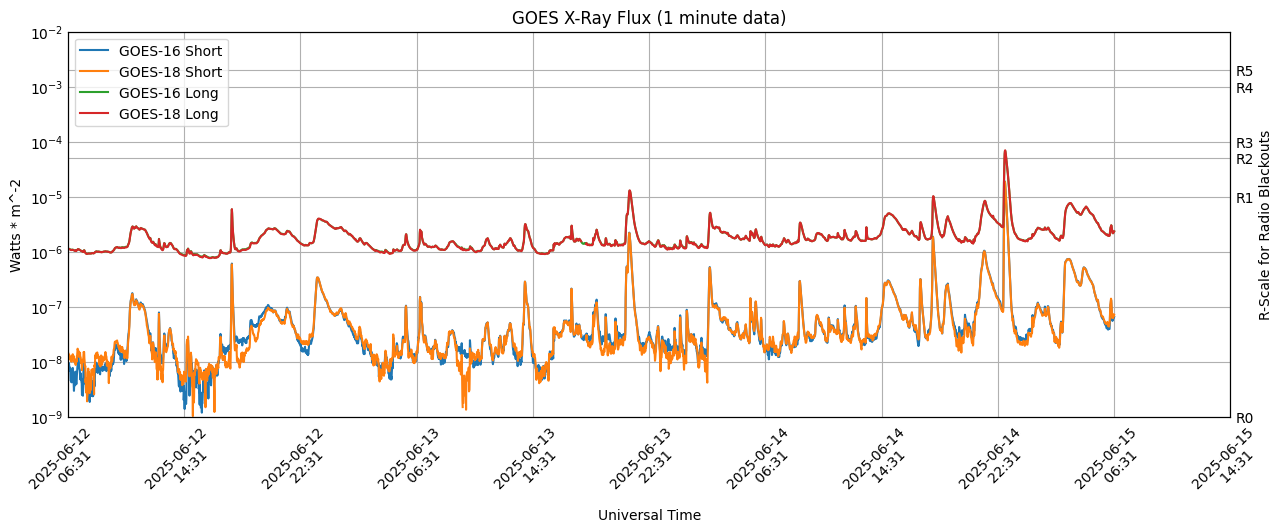 GOES X-Ray Flux (1 minute data)
GOES-16 Short
GOES-18 Short
GOES-16 Long
GOES-18 Long
Watts * m^-2
10^-2
10^-3
10^-4
10^-5
10^-6
10^-7
10^-8
10^-9
R5
R4
R3
R2
R1
R0
R-Scale for Radio Blackouts
2025-06-12
06:31
2025-06-12
14:31
2025-06-12
22:31
2025-06-13
06:31
2025-06-13
14:31
2025-06-13
22:31
2025-06-14
06:31
2025-06-14
14:31
2025-06-14
22:31
2025-06-15
06:31
2025-06-15
14:31
Universal Time